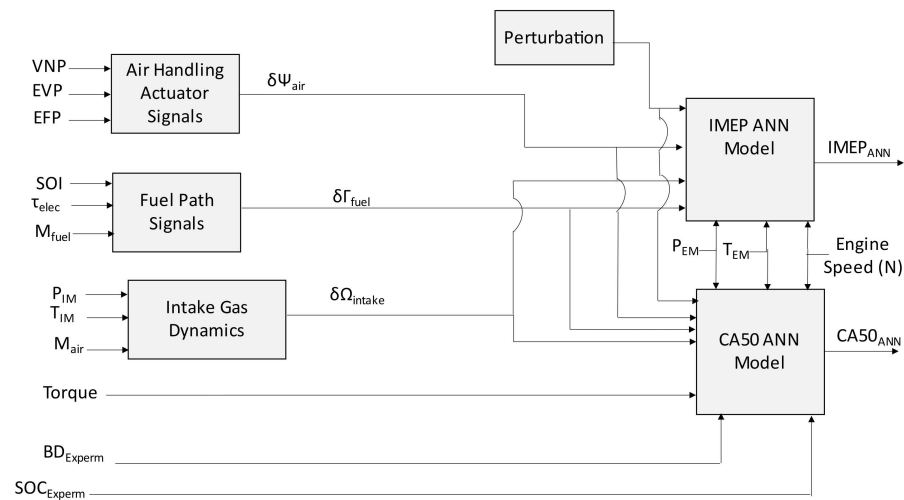 Perturbation
VNP
EVP
EFP
Air Handling
Actuator
Signals
δΨair
IMEP ANN
Model
IMEPANN
SOI
τelec
Mfuel
Fuel Path
Signals
δΓfuel
PEM
TEM
Engine
Speed (N)
PIM
TIM
Mair
Intake Gas
Dynamics
δΩintake
CA50 ANN
Model
CA50ANN
Torque
BDExperm
SOCExperm